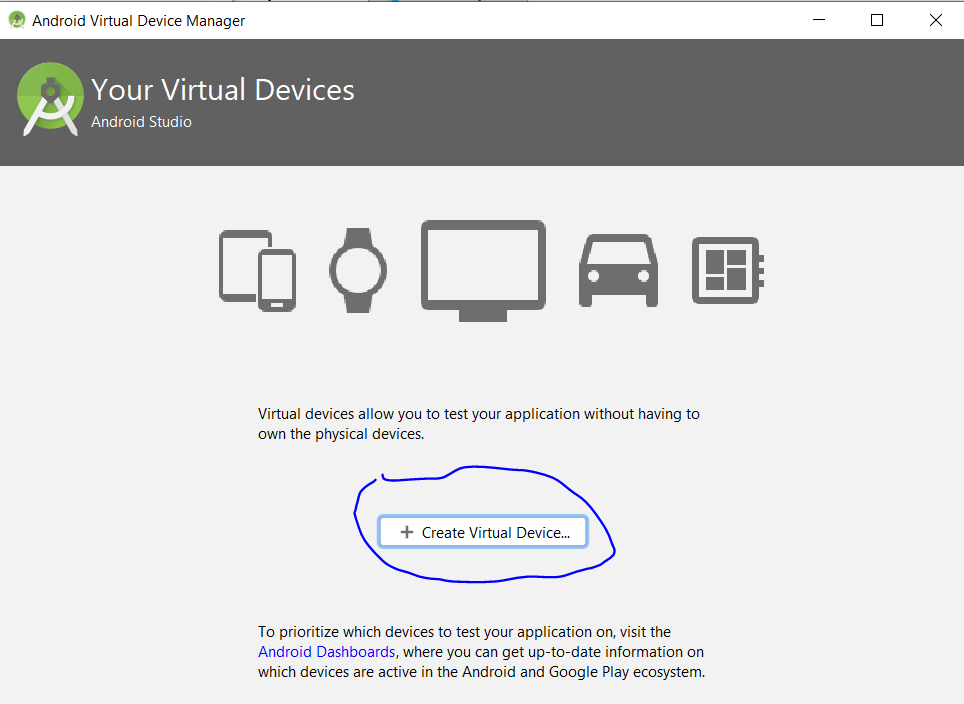 Android Virtual Device Manager
Your Virtual Devices
Android Studio
Virtual devices allow you to test your application without having to
own the physical devices.
Create Virtual Device...
To prioritize which devices to test your application on, visit the
Android Dashboards, where you can get up-to-date information on
which devices are active in the Android and Google Play ecosystem.